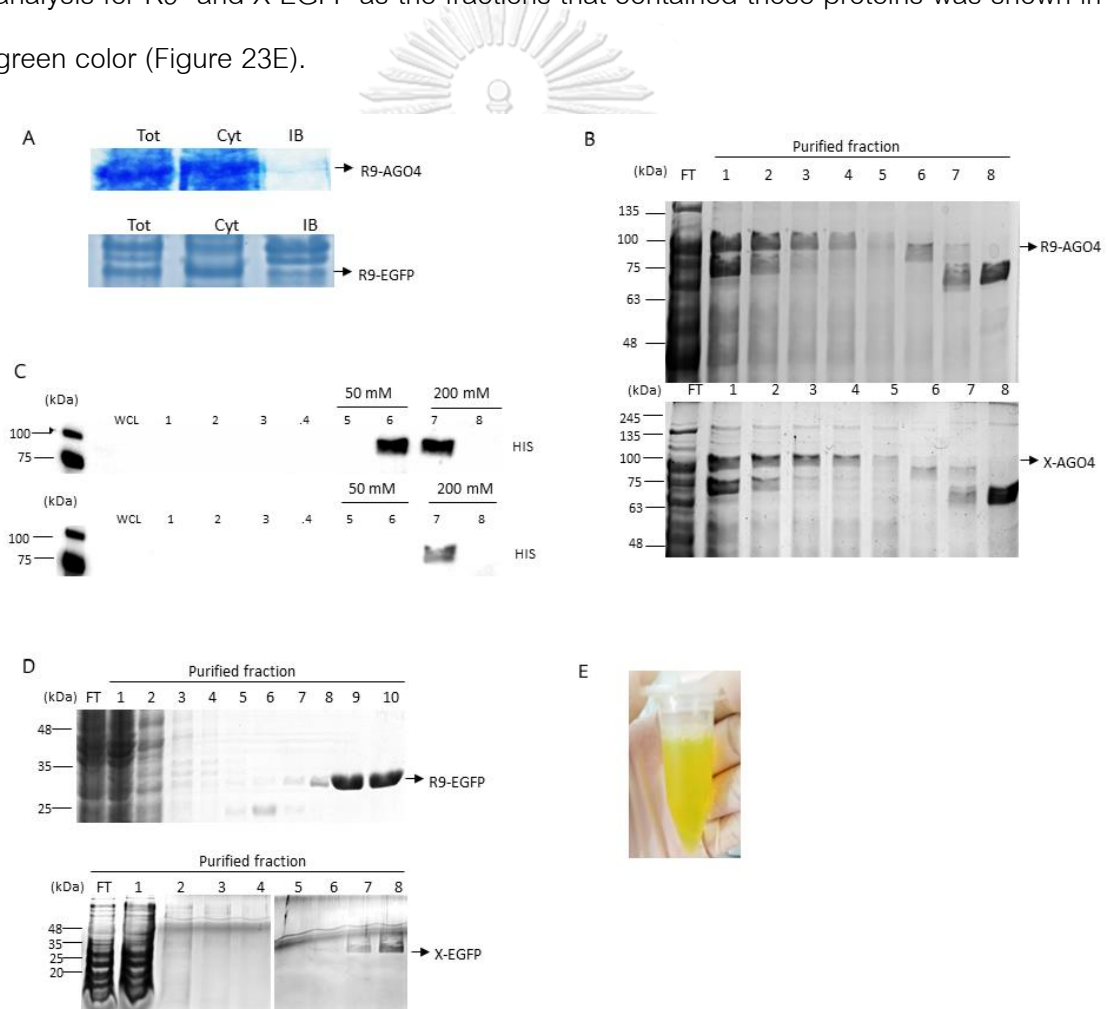 analysis for R9- and X-EGFP as the fractions that contained these proteins was shown in
green color (Figure 23E).
A
Tot Cyt IB
R9-AGO4
Tot Cyt IB
R9-EGFP
B
Purified fraction
(kDa) FT 1 2 3 4 5 6 7 8
135
100
75
63
48
R9-AGO4
(kDa) FT 1 2 3 4 5 6 7 8
245
135
100
75
63
48
X-AGO4
C
(kDa)
50 mM 200 mM
WCL 1 2 3 .4 5 6 7 8
100
75
HIS
(kDa)
50 mM 200 mM
WCL 1 2 3 .4 5 6 7 8
100
75
HIS
D
Purified fraction
(kDa) FT 1 2 3 4 5 6 7 8 9 10
48
35
25
R9-EGFP
Purified fraction
(kDa) FT 1 2 3 4 5 6 7 8
48
35
25
20
X-EGFP
E